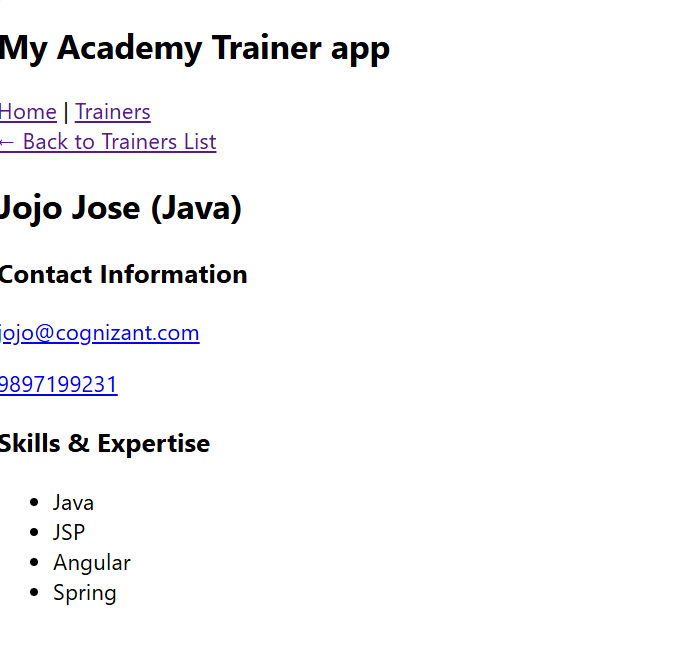 My Academy Trainer app
Home | Trainers
← Back to Trainers List
Jojo Jose (Java)
Contact Information
jojo@cognizant.com
9897199231
Skills & Expertise
• Java
• JSP
• Angular
• Spring